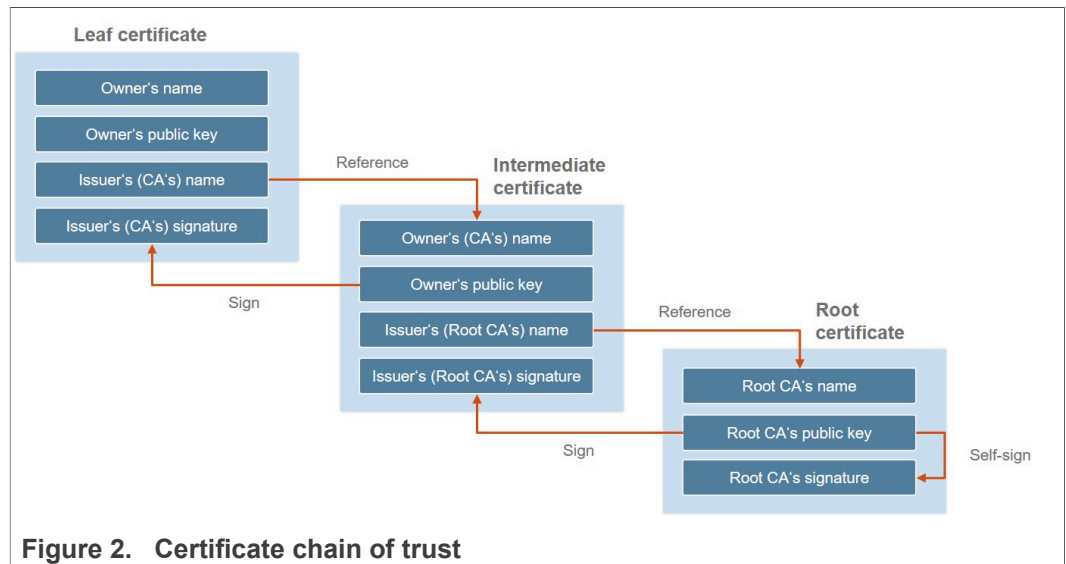 Leaf certificate
Owner‘s name
Owner‘s public key
Issuer‘s (CA‘s) name
Issuer‘s (CA‘s) signature
Reference
Sign
Intermediate
certificate
Owner‘s (CA‘s) name
Owner‘s public key
Issuer‘s (Root CA‘s) name
Issuer‘s (Root CA‘s) signature
Reference
Sign
Root
certificate
Root CA‘s name
Root CA‘s public key
Root CA‘s signature
Self-sign
Figure 2. Certificate chain of trust